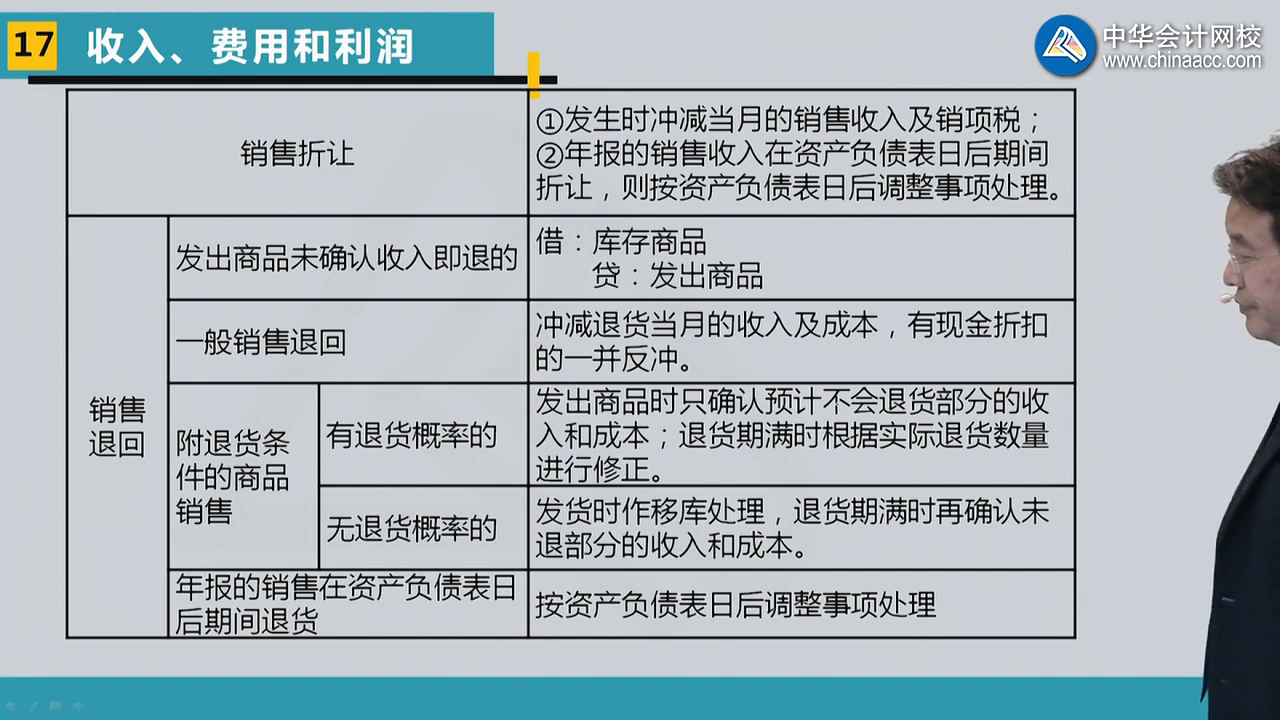 17 收入、费用和利润
中华会计网校
www.chinaacc.com
销售折让
①发生时冲减当月的销售收入及销项税；
②年报的销售收入在资产负债表日后期间
折让，则按资产负债表日后调整事项处理。
销售
退回
发出商品未确认收入即退的
借：库存商品
贷：发出商品
一般销售退回
冲减退货当月的收入及成本，有现金折扣
的一并反冲。
附退货条
件的商品
销售
有退货概率的
发出商品时只确认预计不会退货部分的收
入和成本；退货期满时根据实际退货数量
进行修正。
无退货概率的
发货时作移库处理，退货期满时再确认未
退部分的收入和成本。
年报的销售在资产负债表日
后期间退货
按资产负债表日后调整事项处理